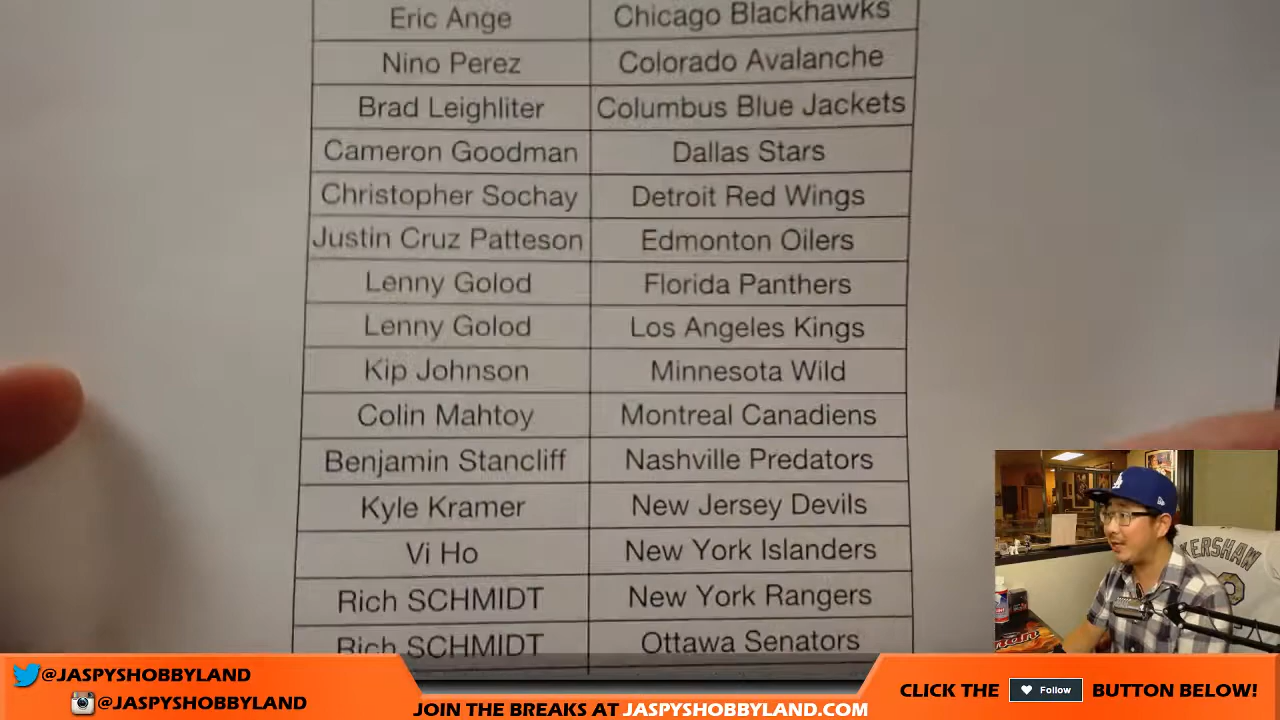 Eric Ange Chicago Blackhawks
Nino Perez Colorado Avalanche
Brad Leighliter Columbus Blue Jackets
Cameron Goodman Dallas Stars
Christopher Sochay Detroit Red Wings
Justin Cruz Patteson Edmonton Oilers
Lenny Golod Florida Panthers
Lenny Golod Los Angeles Kings
Kip Johnson Minnesota Wild
Colin Mahtoy Montreal Canadiens
Benjamin Stancliff Nashville Predators
Kyle Kramer New Jersey Devils
Vi Ho New York Islanders
Rich SCHMIDT New York Rangers
Rich SCHMIDT Ottawa Senators
KERSHAW
@JASPYSHOBBYLAND
@JASPYSHOBBYLAND
JOIN THE BREAKS AT JASPYSHOBBYLAND.COM
CLICK THE Follow BUTTON BELOW!